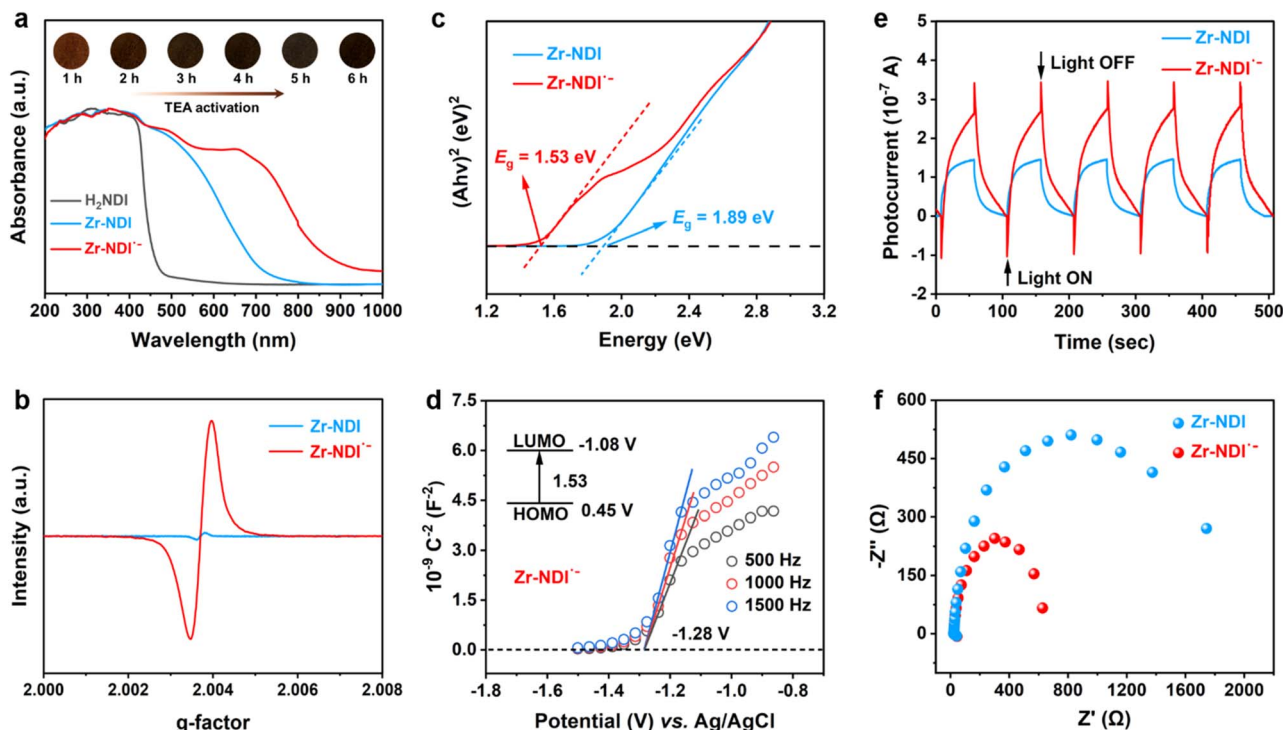 a
1 h 2 h 3 h 4 h 5 h 6 h
TEA activation
Absorbance (a.u.)
H₂NDI
Zr-NDI
Zr-NDI˙⁻
200 300 400 500 600 700 800 900 1000
Wavelength (nm)
c
Zr-NDI
Zr-NDI˙⁻
(Ahν)² (eV)²
E_g = 1.53 eV
E_g = 1.89 eV
1.2 1.6 2.0 2.4 2.8 3.2
Energy (eV)
e
Zr-NDI
Zr-NDI˙⁻
Light OFF
Light ON
Photocurrent (10⁻⁷ A)
5
4
3
2
1
0
-1
-2
0 100 200 300 400 500
Time (sec)
b
Zr-NDI
Zr-NDI˙⁻
Intensity (a.u.)
2.000 2.002 2.004 2.006 2.008
g-factor
d
10⁻⁹ C⁻² (F⁻²)
7.5
6.0
4.5
3.0
1.5
0.0
LUMO -1.08 V
1.53
HOMO 0.45 V
Zr-NDI˙⁻
500 Hz
1000 Hz
1500 Hz
-1.28 V
-1.8 -1.6 -1.4 -1.2 -1.0 -0.8 -0.6
Potential (V) vs. Ag/AgCl
f
Zr-NDI
Zr-NDI˙⁻
-Z'' (Ω)
600
450
300
150
0
0 400 800 1200 1600 2000
Z' (Ω)